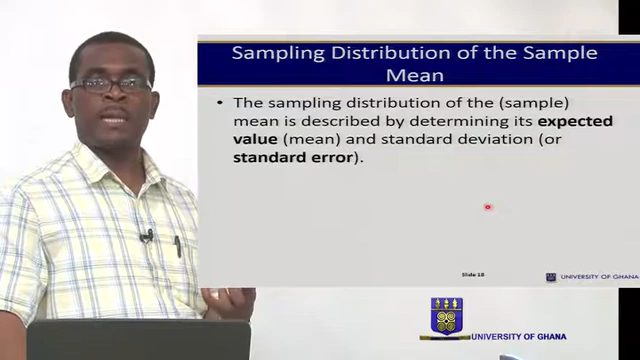 Sampling Distribution of the Sample
Mean
• The sampling distribution of the (sample)
mean is described by determining its expected
value (mean) and standard deviation (or
standard error).
Slide 18
UNIVERSITY OF GHANA
UNIVERSITY OF GHANA